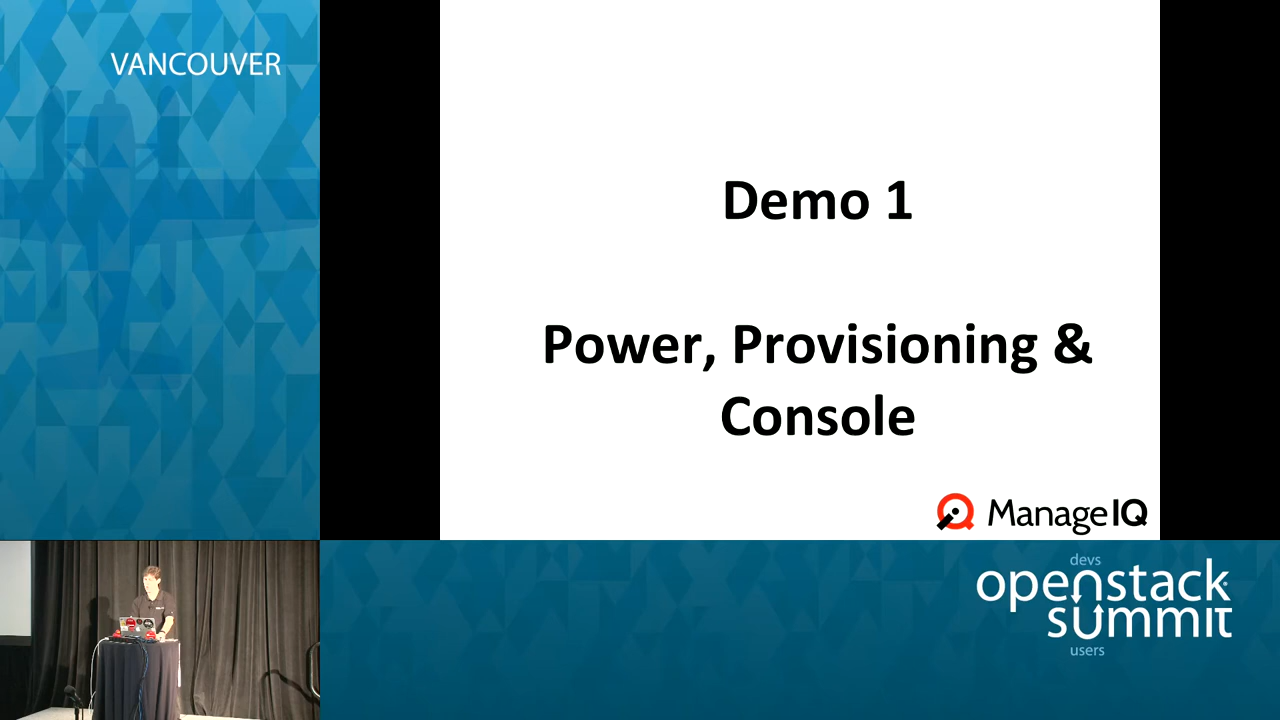 VANCOUVER
Demo 1
Power, Provisioning &
Console
ManageIQ
devs
openstack
summit
users